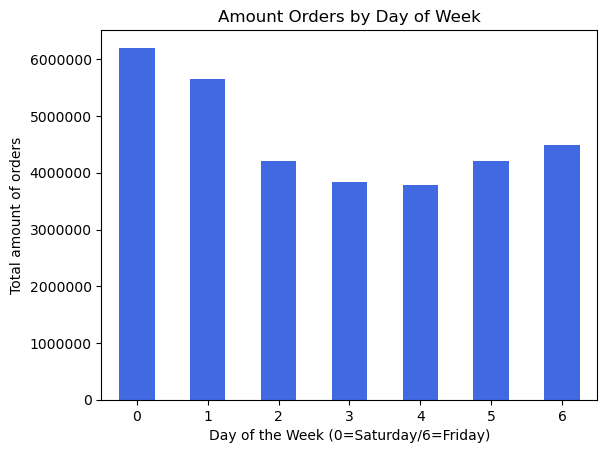 Amount Orders by Day of Week
Total amount of orders
6000000
5000000
4000000
3000000
2000000
1000000
0
0 1 2 3 4 5 6
Day of the Week (0=Saturday/6=Friday)